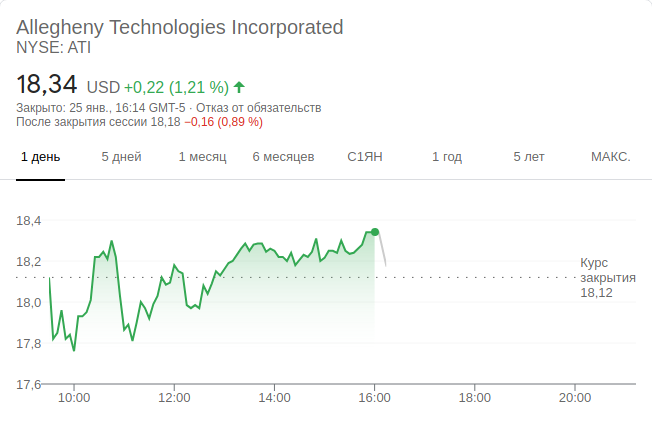 Allegheny Technologies Incorporated
NYSE: ATI
18,34 USD +0,22 (1,21 %)
Закрыто: 25 янв., 16:14 GMT-5 · Отказ от обязательств
После закрытия сессии 18,18 −0,16 (0,89 %)
1 день 5 дней 1 месяц 6 месяцев С1ЯН 1 год 5 лет МАКС.
18,4
18,2
18,0
17,8
17,6
Курс
закрытия
18,12
10:00 12:00 14:00 16:00 18:00 20:00